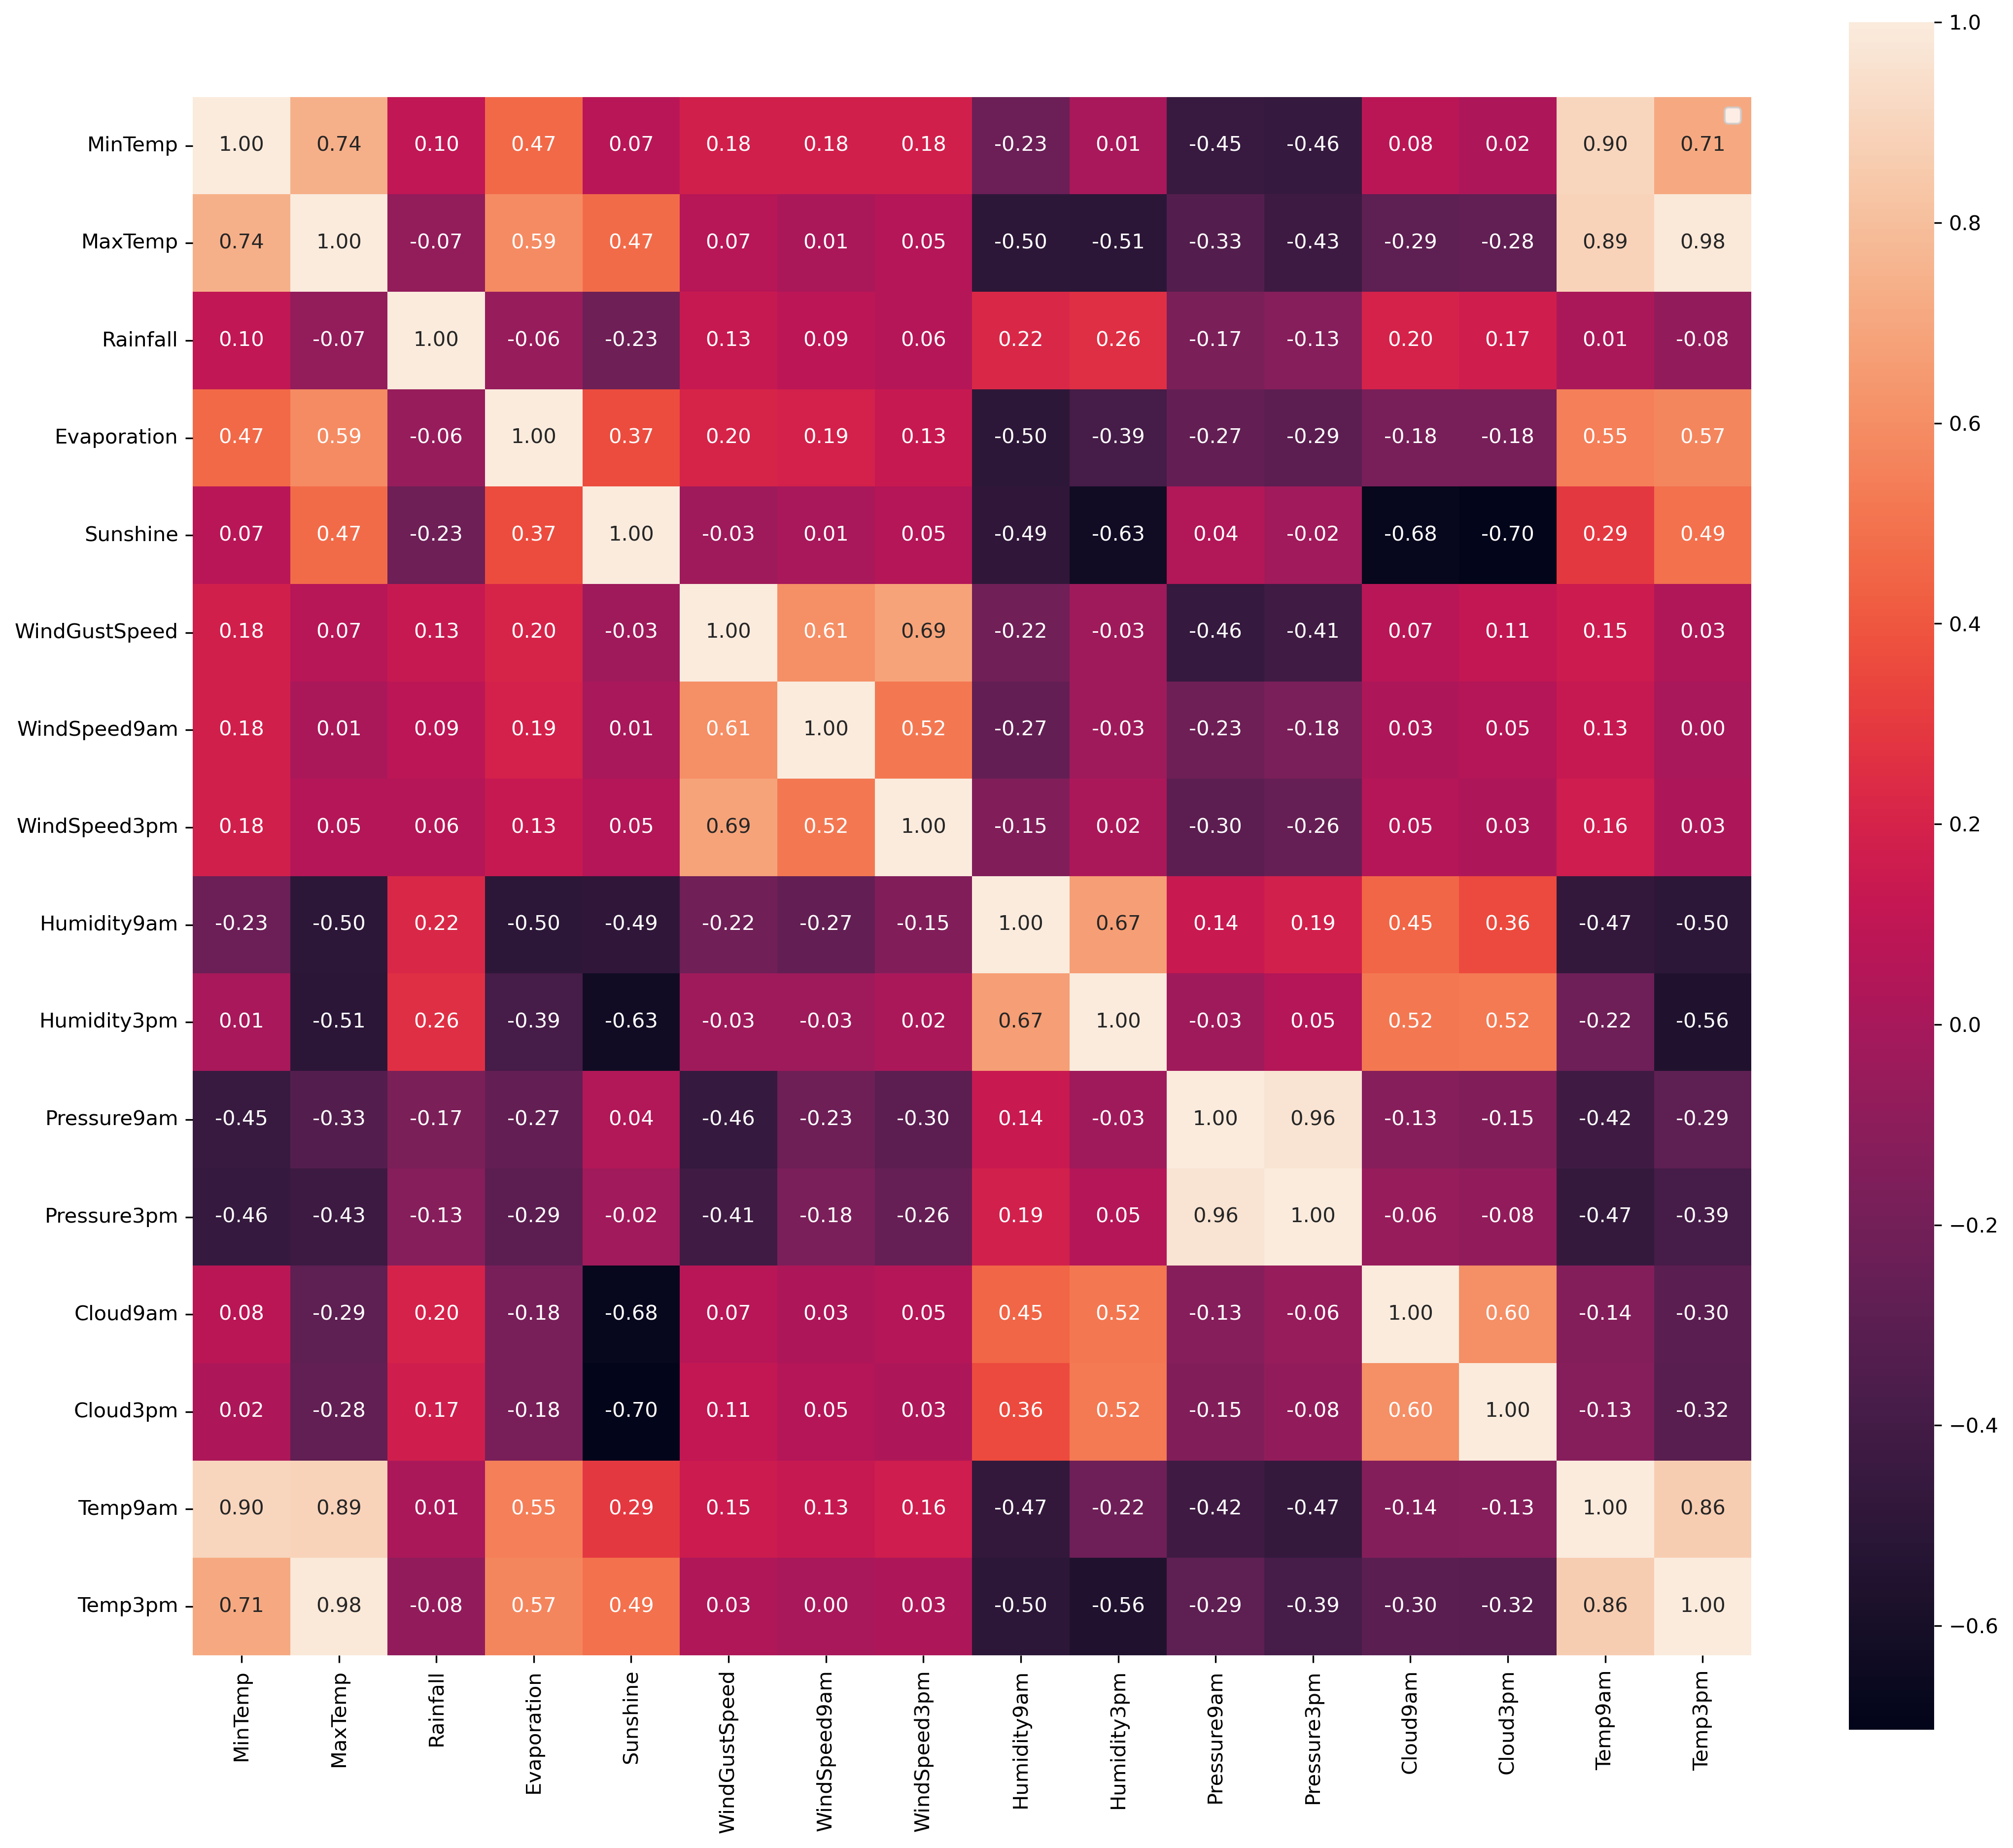 1.0
MinTemp 1.00 0.74 0.10 0.47 0.07 0.18 0.18 0.18 -0.23 0.01 -0.45 -0.46 0.08 0.02 0.90 0.71
0.8
MaxTemp 0.74 1.00 -0.07 0.59 0.47 0.07 0.01 0.05 -0.50 -0.51 -0.33 -0.43 -0.29 -0.28 0.89 0.98
Rainfall 0.10 -0.07 1.00 -0.06 -0.23 0.13 0.09 0.06 0.22 0.26 -0.17 -0.13 0.20 0.17 0.01 -0.08
0.6
Evaporation 0.47 0.59 -0.06 1.00 0.37 0.20 0.19 0.13 -0.50 -0.39 -0.27 -0.29 -0.18 -0.18 0.55 0.57
Sunshine 0.07 0.47 -0.23 0.37 1.00 -0.03 0.01 0.05 -0.49 -0.63 0.04 -0.02 -0.68 -0.70 0.29 0.49
0.4
WindGustSpeed 0.18 0.07 0.13 0.20 -0.03 1.00 0.61 0.69 -0.22 -0.03 -0.46 -0.41 0.07 0.11 0.15 0.03
WindSpeed9am 0.18 0.01 0.09 0.19 0.01 0.61 1.00 0.52 -0.27 -0.03 -0.23 -0.18 0.03 0.05 0.13 0.00
0.2
WindSpeed3pm 0.18 0.05 0.06 0.13 0.05 0.69 0.52 1.00 -0.15 0.02 -0.30 -0.26 0.05 0.03 0.16 0.03
Humidity9am -0.23 -0.50 0.22 -0.50 -0.49 -0.22 -0.27 -0.15 1.00 0.67 0.14 0.19 0.45 0.36 -0.47 -0.50
Humidity3pm 0.01 -0.51 0.26 -0.39 -0.63 -0.03 -0.03 0.02 0.67 1.00 -0.03 0.05 0.52 0.52 -0.22 -0.56
0.0
Pressure9am -0.45 -0.33 -0.17 -0.27 0.04 -0.46 -0.23 -0.30 0.14 -0.03 1.00 0.96 -0.13 -0.15 -0.42 -0.29
Pressure3pm -0.46 -0.43 -0.13 -0.29 -0.02 -0.41 -0.18 -0.26 0.19 0.05 0.96 1.00 -0.06 -0.08 -0.47 -0.39
−0.2
Cloud9am 0.08 -0.29 0.20 -0.18 -0.68 0.07 0.03 0.05 0.45 0.52 -0.13 -0.06 1.00 0.60 -0.14 -0.30
Cloud3pm 0.02 -0.28 0.17 -0.18 -0.70 0.11 0.05 0.03 0.36 0.52 -0.15 -0.08 0.60 1.00 -0.13 -0.32
−0.4
Temp9am 0.90 0.89 0.01 0.55 0.29 0.15 0.13 0.16 -0.47 -0.22 -0.42 -0.47 -0.14 -0.13 1.00 0.86
Temp3pm 0.71 0.98 -0.08 0.57 0.49 0.03 0.00 0.03 -0.50 -0.56 -0.29 -0.39 -0.30 -0.32 0.86 1.00
−0.6
MinTemp MaxTemp Rainfall Evaporation Sunshine WindGustSpeed WindSpeed9am WindSpeed3pm Humidity9am Humidity3pm Pressure9am Pressure3pm Cloud9am Cloud3pm Temp9am Temp3pm